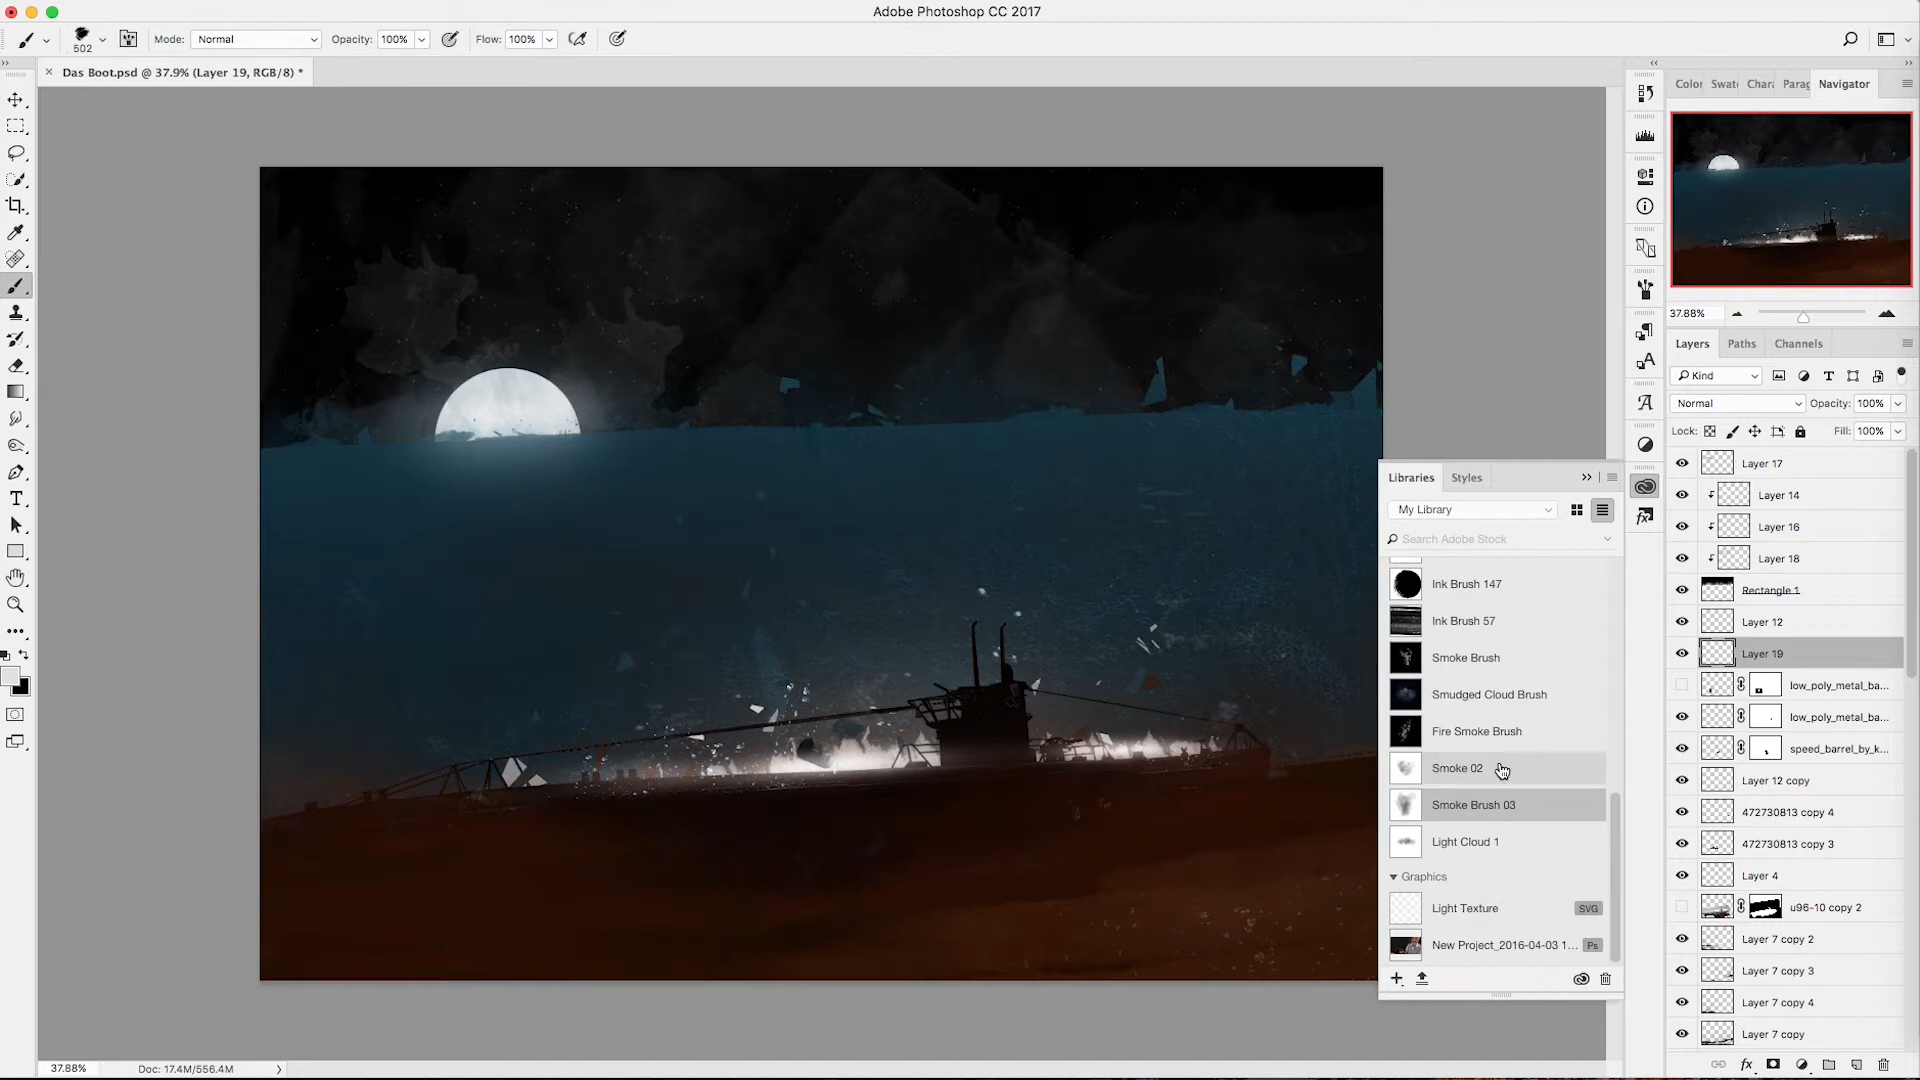 Adobe Photoshop CC 2017
502
Mode: Normal
Opacity: 100%
Flow: 100%
Das Boot.psd @ 37.9% (Layer 19, RGB/8) *
Color
Swatc
Chara
Parag
Navigator
37.88%
Layers
Paths
Channels
Kind
Normal
Opacity: 100%
Lock:
Fill: 100%
Layer 17
Layer 14
Layer 16
Layer 18
Rectangle 1
Layer 12
Layer 19
low_poly_metal_ba...
low_poly_metal_ba...
speed_barrel_by_k...
Layer 12 copy
472730813 copy 4
472730813 copy 3
Layer 4
u96-10 copy 2
Layer 7 copy 2
Layer 7 copy 3
Layer 7 copy 4
Layer 7 copy
Libraries
Styles
My Library
Search Adobe Stock
Ink Brush 147
Ink Brush 57
Smoke Brush
Smudged Cloud Brush
Fire Smoke Brush
Smoke 02
Smoke Brush 03
Light Cloud 1
Graphics
Light Texture
SVG
New Project_2016-04-03 1...
Ps
37.88%
Doc: 17.4M/556.4M